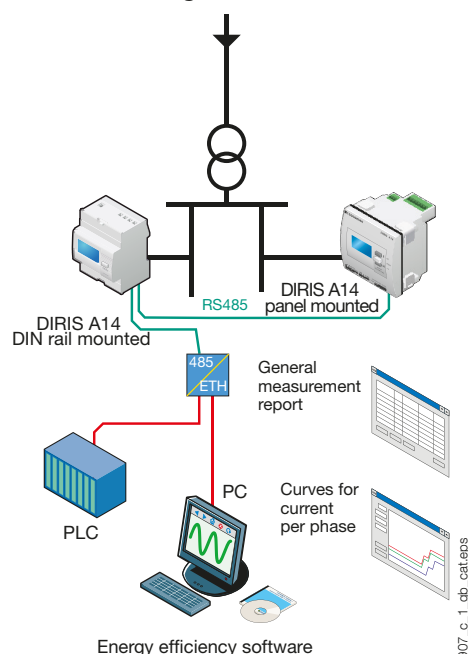 RS485
DIRIS A14
panel mounted
DIRIS A14
DIN rail mounted
485
ETH
General
measurement
report
PLC
PC
Curves for
current
per phase
Energy efficiency software